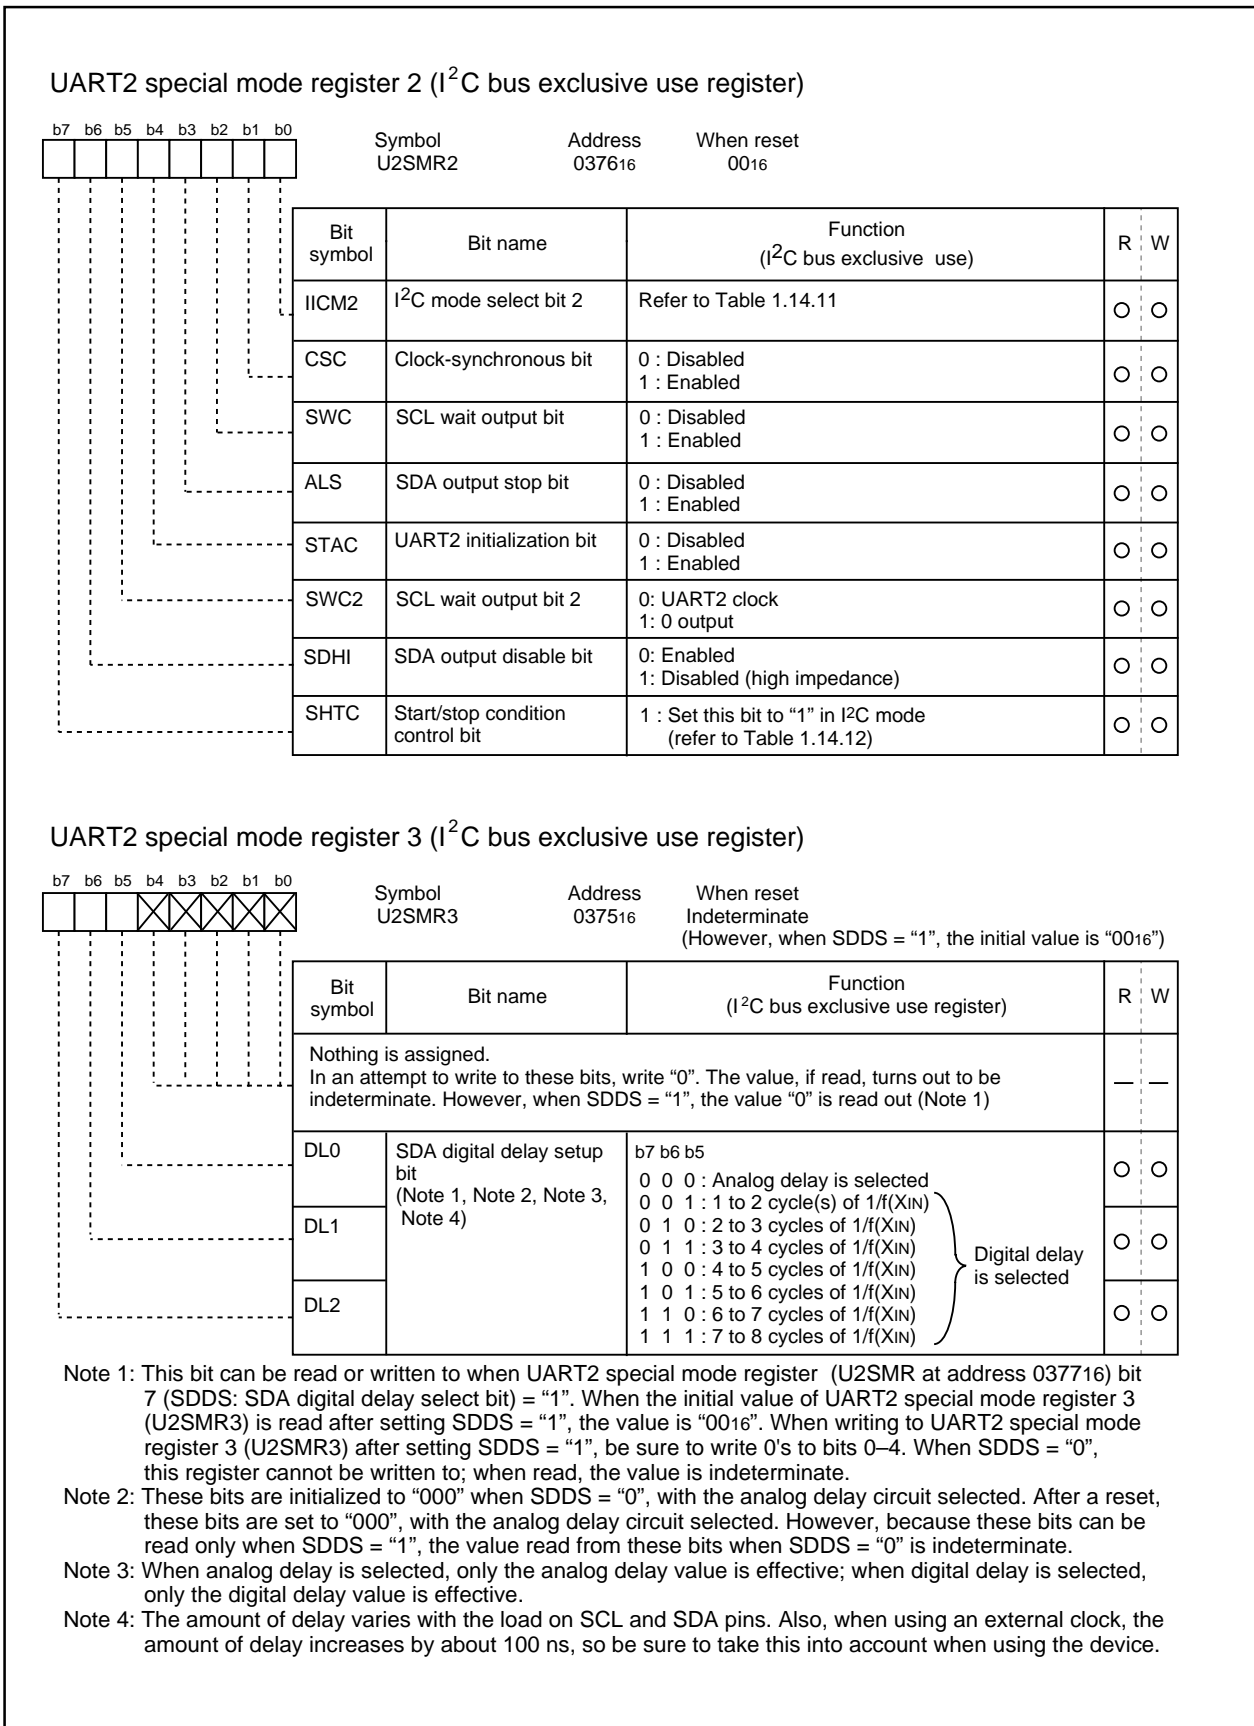 UART2 special mode register 2 (I2C bus exclusive use register)
b7 b6 b5 b4 b3 b2 b1 b0
Symbol Address When reset
U2SMR2 037616 0016
Bit symbol Bit name Function (I2C bus exclusive use) R W
IICM2 I2C mode select bit 2 Refer to Table 1.14.11 O O
CSC Clock-synchronous bit 0 : Disabled
1 : Enabled O O
SWC SCL wait output bit 0 : Disabled
1 : Enabled O O
ALS SDA output stop bit 0 : Disabled
1 : Enabled O O
STAC UART2 initialization bit 0 : Disabled
1 : Enabled O O
SWC2 SCL wait output bit 2 0: UART2 clock
1: 0 output O O
SDHI SDA output disable bit 0: Enabled
1: Disabled (high impedance) O O
SHTC Start/stop condition control bit 1 : Set this bit to “1” in I2C mode
(refer to Table 1.14.12) O O
UART2 special mode register 3 (I2C bus exclusive use register)
b7 b6 b5 b4 b3 b2 b1 b0
Symbol Address When reset
U2SMR3 037516 Indeterminate
(However, when SDDS = “1”, the initial value is “0016”)
Bit symbol Bit name Function (I2C bus exclusive use register) R W
Nothing is assigned.
In an attempt to write to these bits, write “0”. The value, if read, turns out to be
indeterminate. However, when SDDS = “1”, the value “0” is read out (Note 1) — —
DL0 SDA digital delay setup
bit
(Note 1, Note 2, Note 3,
Note 4)
b7 b6 b5
0 0 0 : Analog delay is selected
0 0 1 : 1 to 2 cycle(s) of 1/f(XIN)
0 1 0 : 2 to 3 cycles of 1/f(XIN)
0 1 1 : 3 to 4 cycles of 1/f(XIN)
1 0 0 : 4 to 5 cycles of 1/f(XIN)
1 0 1 : 5 to 6 cycles of 1/f(XIN)
1 1 0 : 6 to 7 cycles of 1/f(XIN)
1 1 1 : 7 to 8 cycles of 1/f(XIN)
Digital delay
is selected
O O
DL1 O O
DL2 O O
Note 1: This bit can be read or written to when UART2 special mode register (U2SMR at address 037716) bit
7 (SDDS: SDA digital delay select bit) = “1”. When the initial value of UART2 special mode register 3
(U2SMR3) is read after setting SDDS = “1”, the value is “0016”. When writing to UART2 special mode
register 3 (U2SMR3) after setting SDDS = “1”, be sure to write 0's to bits 0–4. When SDDS = “0”,
this register cannot be written to; when read, the value is indeterminate.
Note 2: These bits are initialized to “000” when SDDS = “0”, with the analog delay circuit selected. After a reset,
these bits are set to “000”, with the analog delay circuit selected. However, because these bits can be
read only when SDDS = “1”, the value read from these bits when SDDS = “0” is indeterminate.
Note 3: When analog delay is selected, only the analog delay value is effective; when digital delay is selected,
only the digital delay value is effective.
Note 4: The amount of delay varies with the load on SCL and SDA pins. Also, when using an external clock, the
amount of delay increases by about 100 ns, so be sure to take this into account when using the device.